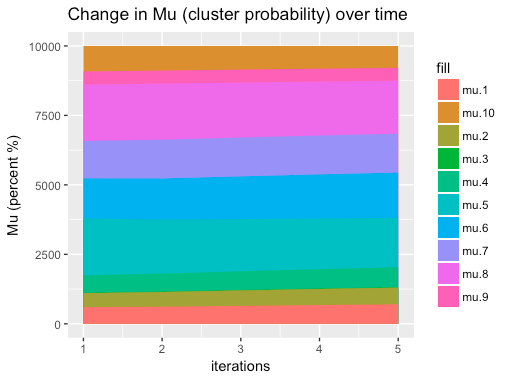 Change in Mu (cluster probability) over time
10000
7500
5000
2500
0
Mu (percent %)
1
2
3
4
5
iterations
fill
mu.1
mu.10
mu.2
mu.3
mu.4
mu.5
mu.6
mu.7
mu.8
mu.9